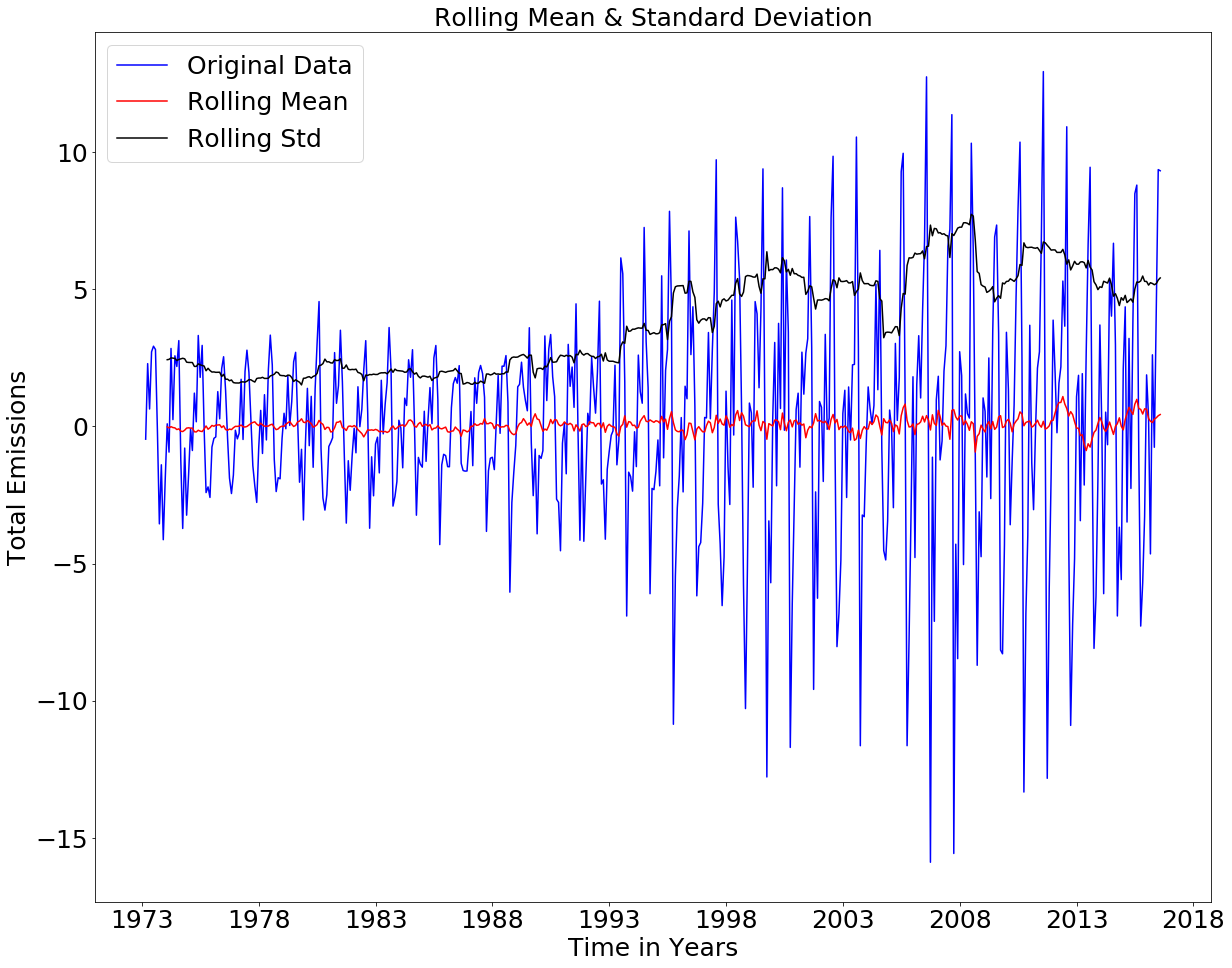 Rolling Mean & Standard Deviation
Original Data
Rolling Mean
Rolling Std
10
5
0
−5
−10
−15
Total Emissions
1973 1978 1983 1988 1993 1998 2003 2008 2013 2018
Time in Years